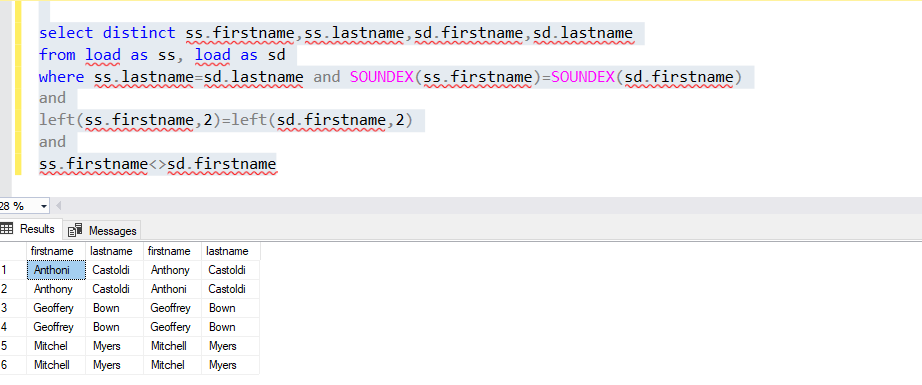 select distinct ss.firstname,ss.lastname,sd.firstname,sd.lastname
from load as ss, load as sd
where ss.lastname=sd.lastname and SOUNDEX(ss.firstname)=SOUNDEX(sd.firstname)
and
left(ss.firstname,2)=left(sd.firstname,2)
and
ss.firstname<>sd.firstname
28 %
Results Messages
firstname lastname firstname lastname
1 Anthoni Castoldi Anthony Castoldi
2 Anthony Castoldi Anthoni Castoldi
3 Geoffery Bown Geoffrey Bown
4 Geoffrey Bown Geoffery Bown
5 Mitchel Myers Mitchell Myers
6 Mitchell Myers Mitchel Myers